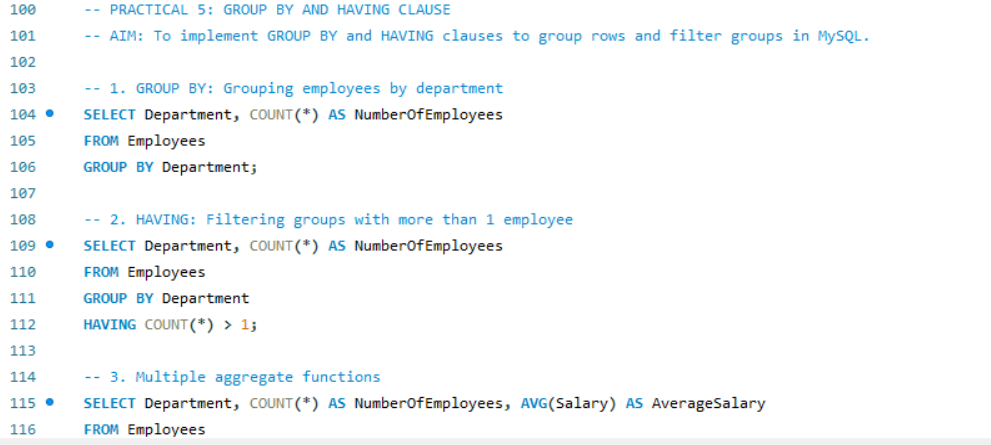 100 -- PRACTICAL 5: GROUP BY AND HAVING CLAUSE
101 -- AIM: To implement GROUP BY and HAVING clauses to group rows and filter groups in MySQL.
102
103 -- 1. GROUP BY: Grouping employees by department
104 SELECT Department, COUNT(*) AS NumberOfEmployees
105 FROM Employees
106 GROUP BY Department;
107
108 -- 2. HAVING: Filtering groups with more than 1 employee
109 SELECT Department, COUNT(*) AS NumberOfEmployees
110 FROM Employees
111 GROUP BY Department
112 HAVING COUNT(*) > 1;
113
114 -- 3. Multiple aggregate functions
115 SELECT Department, COUNT(*) AS NumberOfEmployees, AVG(Salary) AS AverageSalary
116 FROM Employees